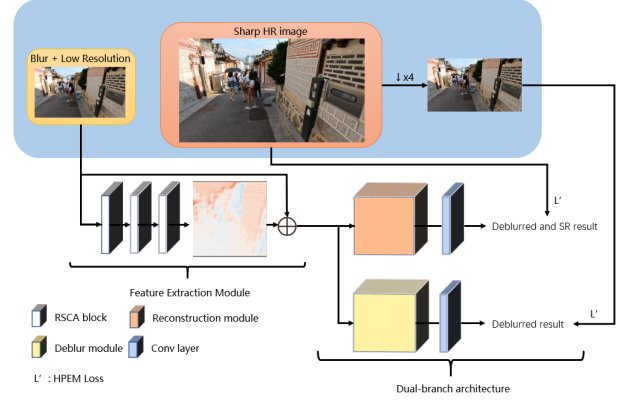 Sharp HR image
Blur + Low Resolution
↓x4
L'
Deblurred and SR result
Feature Extraction Module
RSCA block
Reconstruction module
L'
Deblurred result
Deblur module
Conv layer
L' : HPEM Loss
Dual-branch architecture